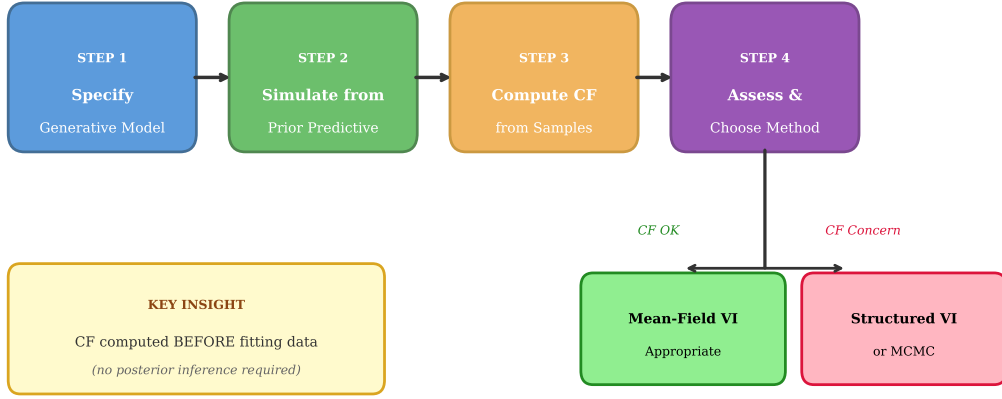 STEP 1
Specify
Generative Model
STEP 2
Simulate from
Prior Predictive
STEP 3
Compute CF
from Samples
STEP 4
Assess &
Choose Method
CF OK
CF Concern
KEY INSIGHT
CF computed BEFORE fitting data
(no posterior inference required)
Mean-Field VI
Appropriate
Structured VI
or MCMC